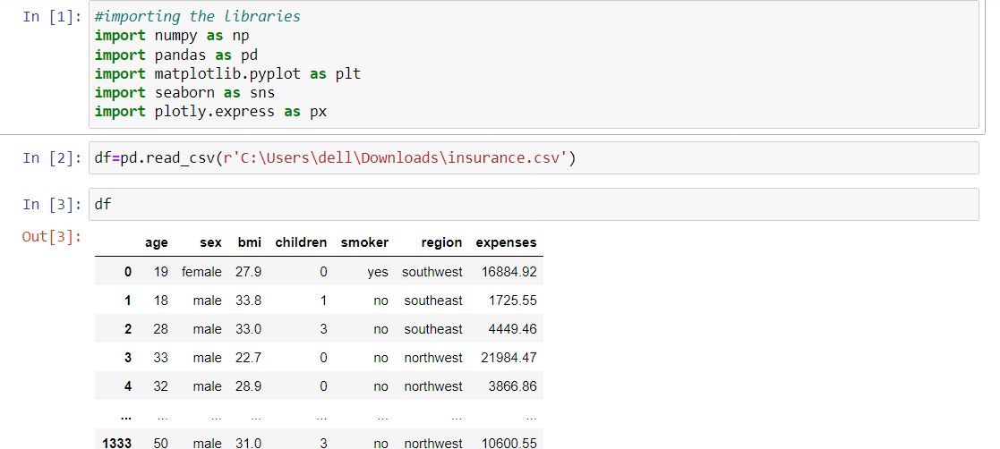 In [1]: #importing the libraries
import numpy as np
import pandas as pd
import matplotlib.pyplot as plt
import seaborn as sns
import plotly.express as px
In [2]: df=pd.read_csv(r'C:\Users\dell\Downloads\insurance.csv')
In [3]: df
Out[3]:
age sex bmi children smoker region expenses
0 19 female 27.9 0 yes southwest 16884.92
1 18 male 33.8 1 no southeast 1725.55
2 28 male 33.0 3 no southeast 4449.46
3 33 male 22.7 0 no northwest 21984.47
4 32 male 28.9 0 no northwest 3866.86
... ... ... ... ... ... ... ...
1333 50 male 31.0 3 no northwest 10600.55